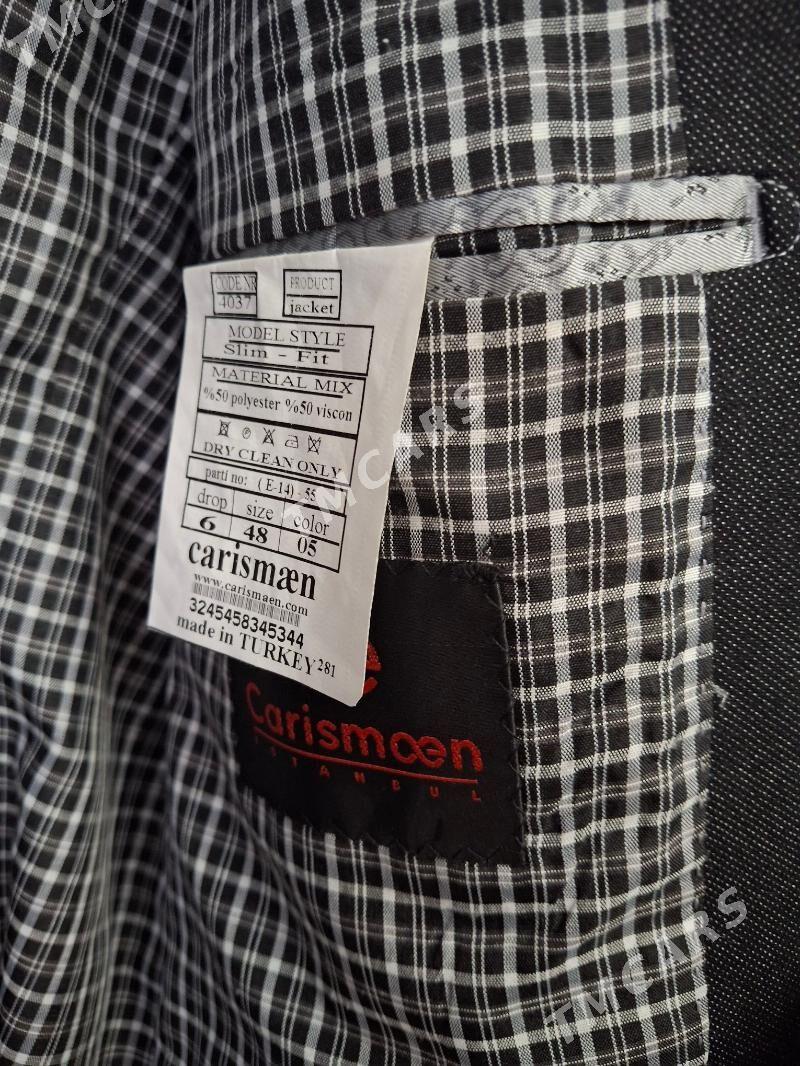 TMCARS
CODE NR
4037
PRODUCT
jacket
MODEL STYLE
Slim - Fit
MATERIAL MIX
%50 polyester %50 viscon
DRY CLEAN ONLY
parti no: (E-14) - 55
drop size color
6 48 05
carismæn
www.carismaen.com
3245458345344
made in TURKEY 281
TMCARS
e
Carismæn
ISTANBUL
TMCARS